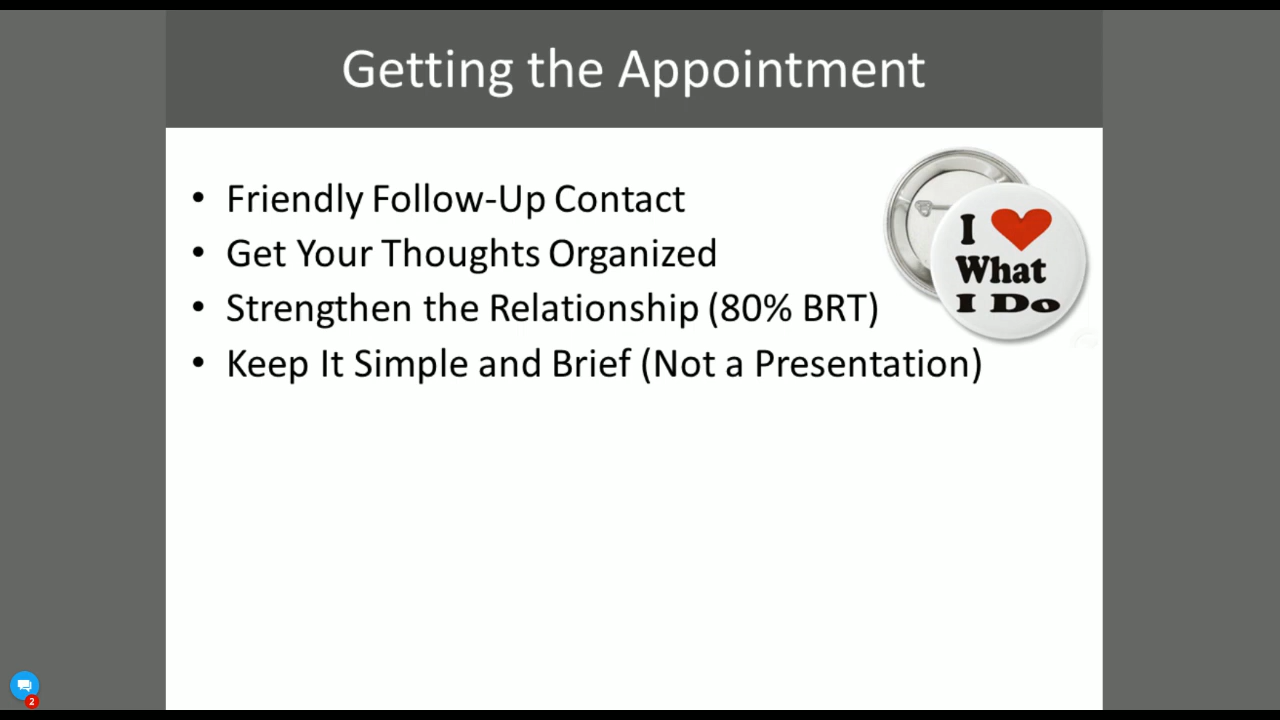 Getting the Appointment
• Friendly Follow-Up Contact
• Get Your Thoughts Organized
• Strengthen the Relationship (80% BRT)
• Keep It Simple and Brief (Not a Presentation)
I
What
I Do
2